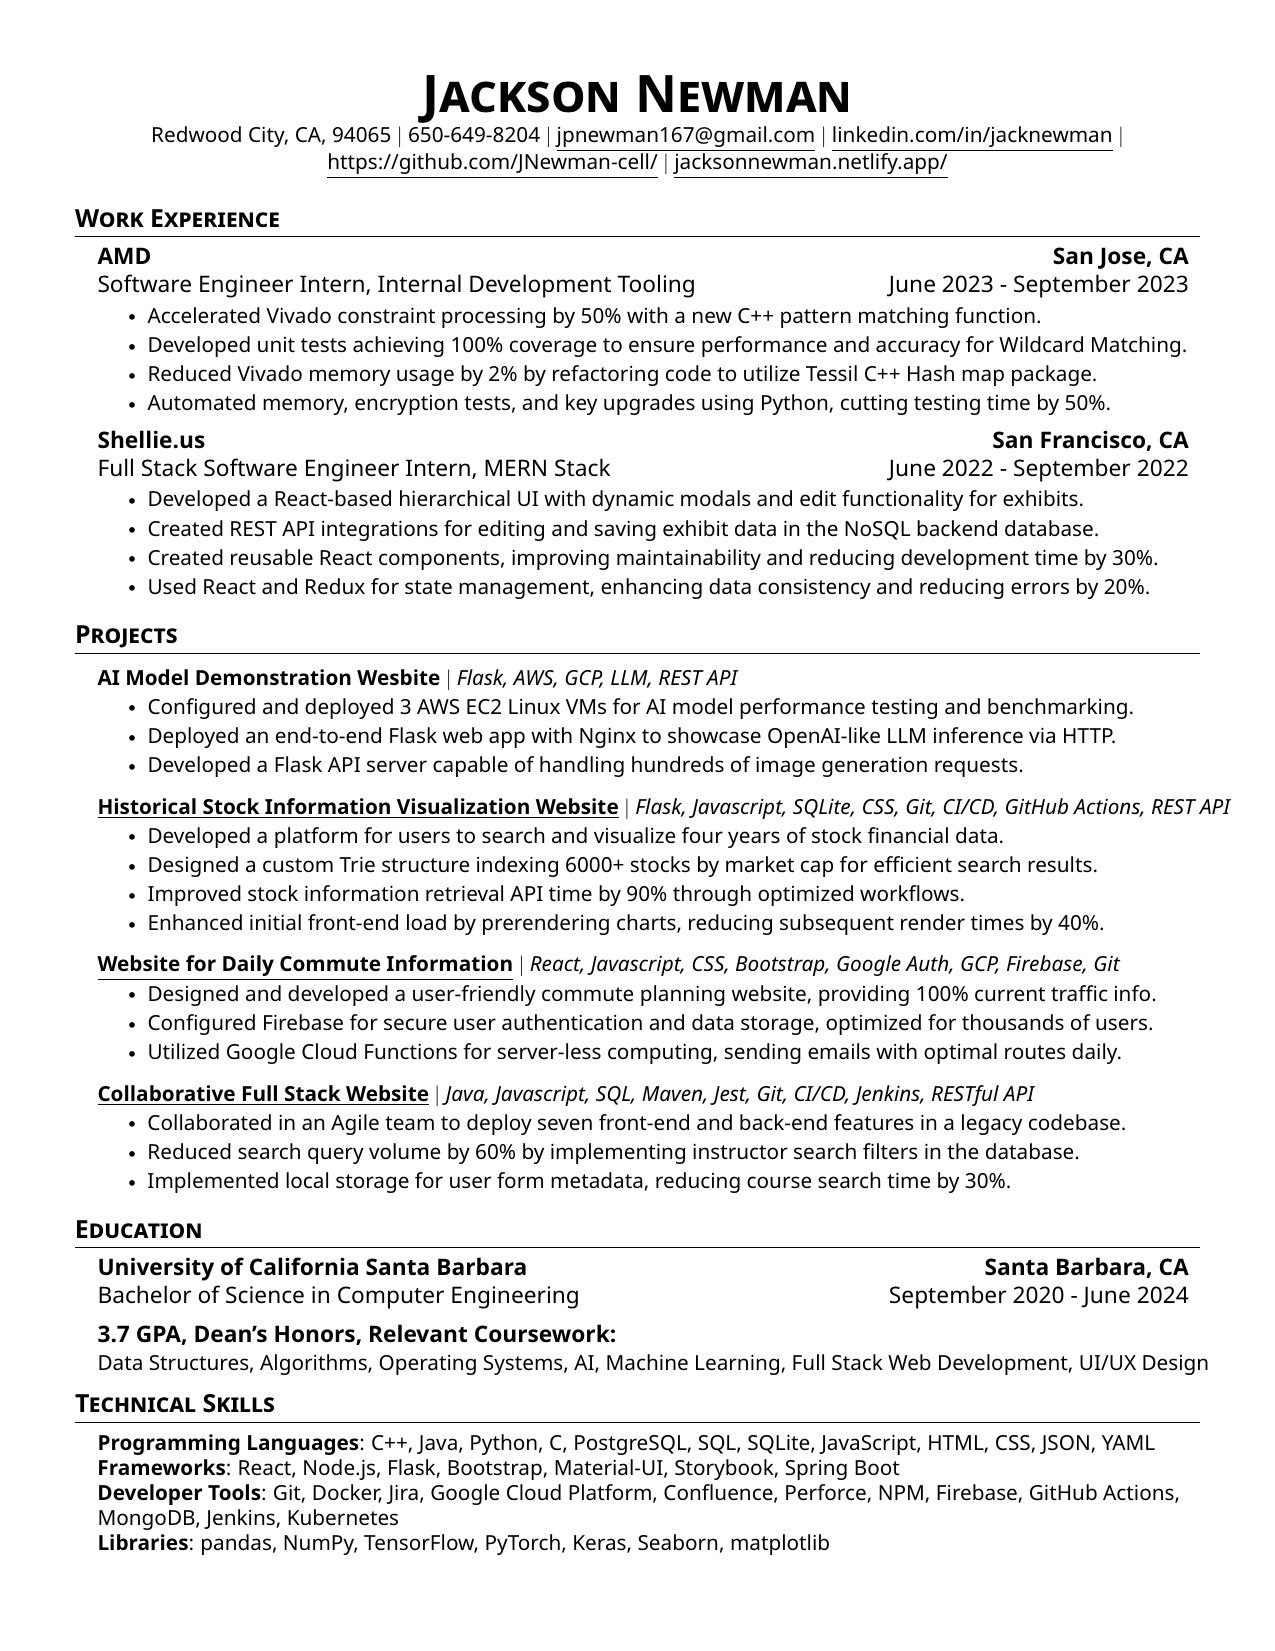 Jackson Newman
Redwood City, CA, 94065 | 650-649-8204 | jpnewman167@gmail.com | linkedin.com/in/jacknewman |
https://github.com/JNewman-cell/ | jacksonnewman.netlify.app/
Work Experience
AMD San Jose, CA
Software Engineer Intern, Internal Development Tooling June 2023 - September 2023
• Accelerated Vivado constraint processing by 50% with a new C++ pattern matching function.
• Developed unit tests achieving 100% coverage to ensure performance and accuracy for Wildcard Matching.
• Reduced Vivado memory usage by 2% by refactoring code to utilize Tessil C++ Hash map package.
• Automated memory, encryption tests, and key upgrades using Python, cutting testing time by 50%.
Shellie.us San Francisco, CA
Full Stack Software Engineer Intern, MERN Stack June 2022 - September 2022
• Developed a React-based hierarchical UI with dynamic modals and edit functionality for exhibits.
• Created REST API integrations for editing and saving exhibit data in the NoSQL backend database.
• Created reusable React components, improving maintainability and reducing development time by 30%.
• Used React and Redux for state management, enhancing data consistency and reducing errors by 20%.
Projects
AI Model Demonstration Wesbite | Flask, AWS, GCP, LLM, REST API
• Configured and deployed 3 AWS EC2 Linux VMs for AI model performance testing and benchmarking.
• Deployed an end-to-end Flask web app with Nginx to showcase OpenAI-like LLM inference via HTTP.
• Developed a Flask API server capable of handling hundreds of image generation requests.
Historical Stock Information Visualization Website | Flask, Javascript, SQLite, CSS, Git, CI/CD, GitHub Actions, REST API
• Developed a platform for users to search and visualize four years of stock financial data.
• Designed a custom Trie structure indexing 6000+ stocks by market cap for efficient search results.
• Improved stock information retrieval API time by 90% through optimized workflows.
• Enhanced initial front-end load by prerendering charts, reducing subsequent render times by 40%.
Website for Daily Commute Information | React, Javascript, CSS, Bootstrap, Google Auth, GCP, Firebase, Git
• Designed and developed a user-friendly commute planning website, providing 100% current traffic info.
• Configured Firebase for secure user authentication and data storage, optimized for thousands of users.
• Utilized Google Cloud Functions for server-less computing, sending emails with optimal routes daily.
Collaborative Full Stack Website | Java, Javascript, SQL, Maven, Jest, Git, CI/CD, Jenkins, RESTful API
• Collaborated in an Agile team to deploy seven front-end and back-end features in a legacy codebase.
• Reduced search query volume by 60% by implementing instructor search filters in the database.
• Implemented local storage for user form metadata, reducing course search time by 30%.
Education
University of California Santa Barbara Santa Barbara, CA
Bachelor of Science in Computer Engineering September 2020 - June 2024
3.7 GPA, Dean’s Honors, Relevant Coursework:
Data Structures, Algorithms, Operating Systems, AI, Machine Learning, Full Stack Web Development, UI/UX Design
Technical Skills
Programming Languages: C++, Java, Python, C, PostgreSQL, SQL, SQLite, JavaScript, HTML, CSS, JSON, YAML
Frameworks: React, Node.js, Flask, Bootstrap, Material-UI, Storybook, Spring Boot
Developer Tools: Git, Docker, Jira, Google Cloud Platform, Confluence, Perforce, NPM, Firebase, GitHub Actions,
MongoDB, Jenkins, Kubernetes
Libraries: pandas, NumPy, TensorFlow, PyTorch, Keras, Seaborn, matplotlib